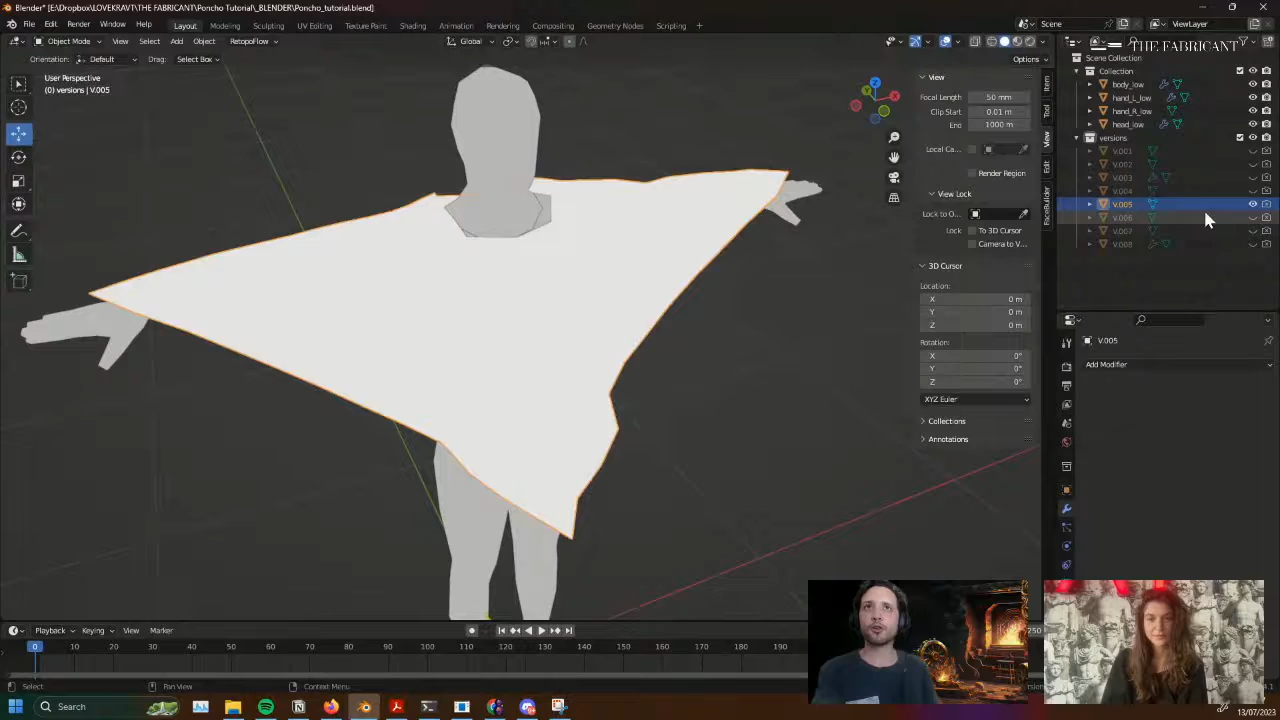 Blender* [E:\Dropbox\LOVEKRAVT\THE FABRICANT\Poncho Tutorial\_BLENDER\Poncho_tutorial.blend]
File Edit Render Window Help Layout Modeling Sculpting UV Editing Texture Paint Shading Animation Rendering Compositing Geometry Nodes Scripting + Scene ViewLayer
Object Mode View Select Add Object RetopoFlow Global THE FABRICANT
Orientation: Default Drag: Select Box Options
User Perspective
(0) versions | V.005
View
Focal Length 50 mm
Clip Start 0.01 m
End 1000 m
Local Ca...
Render Region
View Lock
Lock to O...
Lock To 3D Cursor
Camera to V...
3D Cursor
Location:
X 0 m
Y 0 m
Z 0 m
Rotation:
X 0°
Y 0°
Z 0°
XYZ Euler
Collections
Annotations
Item
Tool
View
Edit
FaceBuilder
Scene Collection
Collection
body_low
hand_L_low
hand_R_low
head_low
versions
V.001
V.002
V.003
V.004
V.005
V.006
V.007
V.008
V.005
Add Modifier
Playback Keying View Marker
0 10 20 30 40 50 60 70 80 90 100 110 120 130 140 150 160 170 180 190
250
Select Pan View Context Menu
Search
13/07/2023